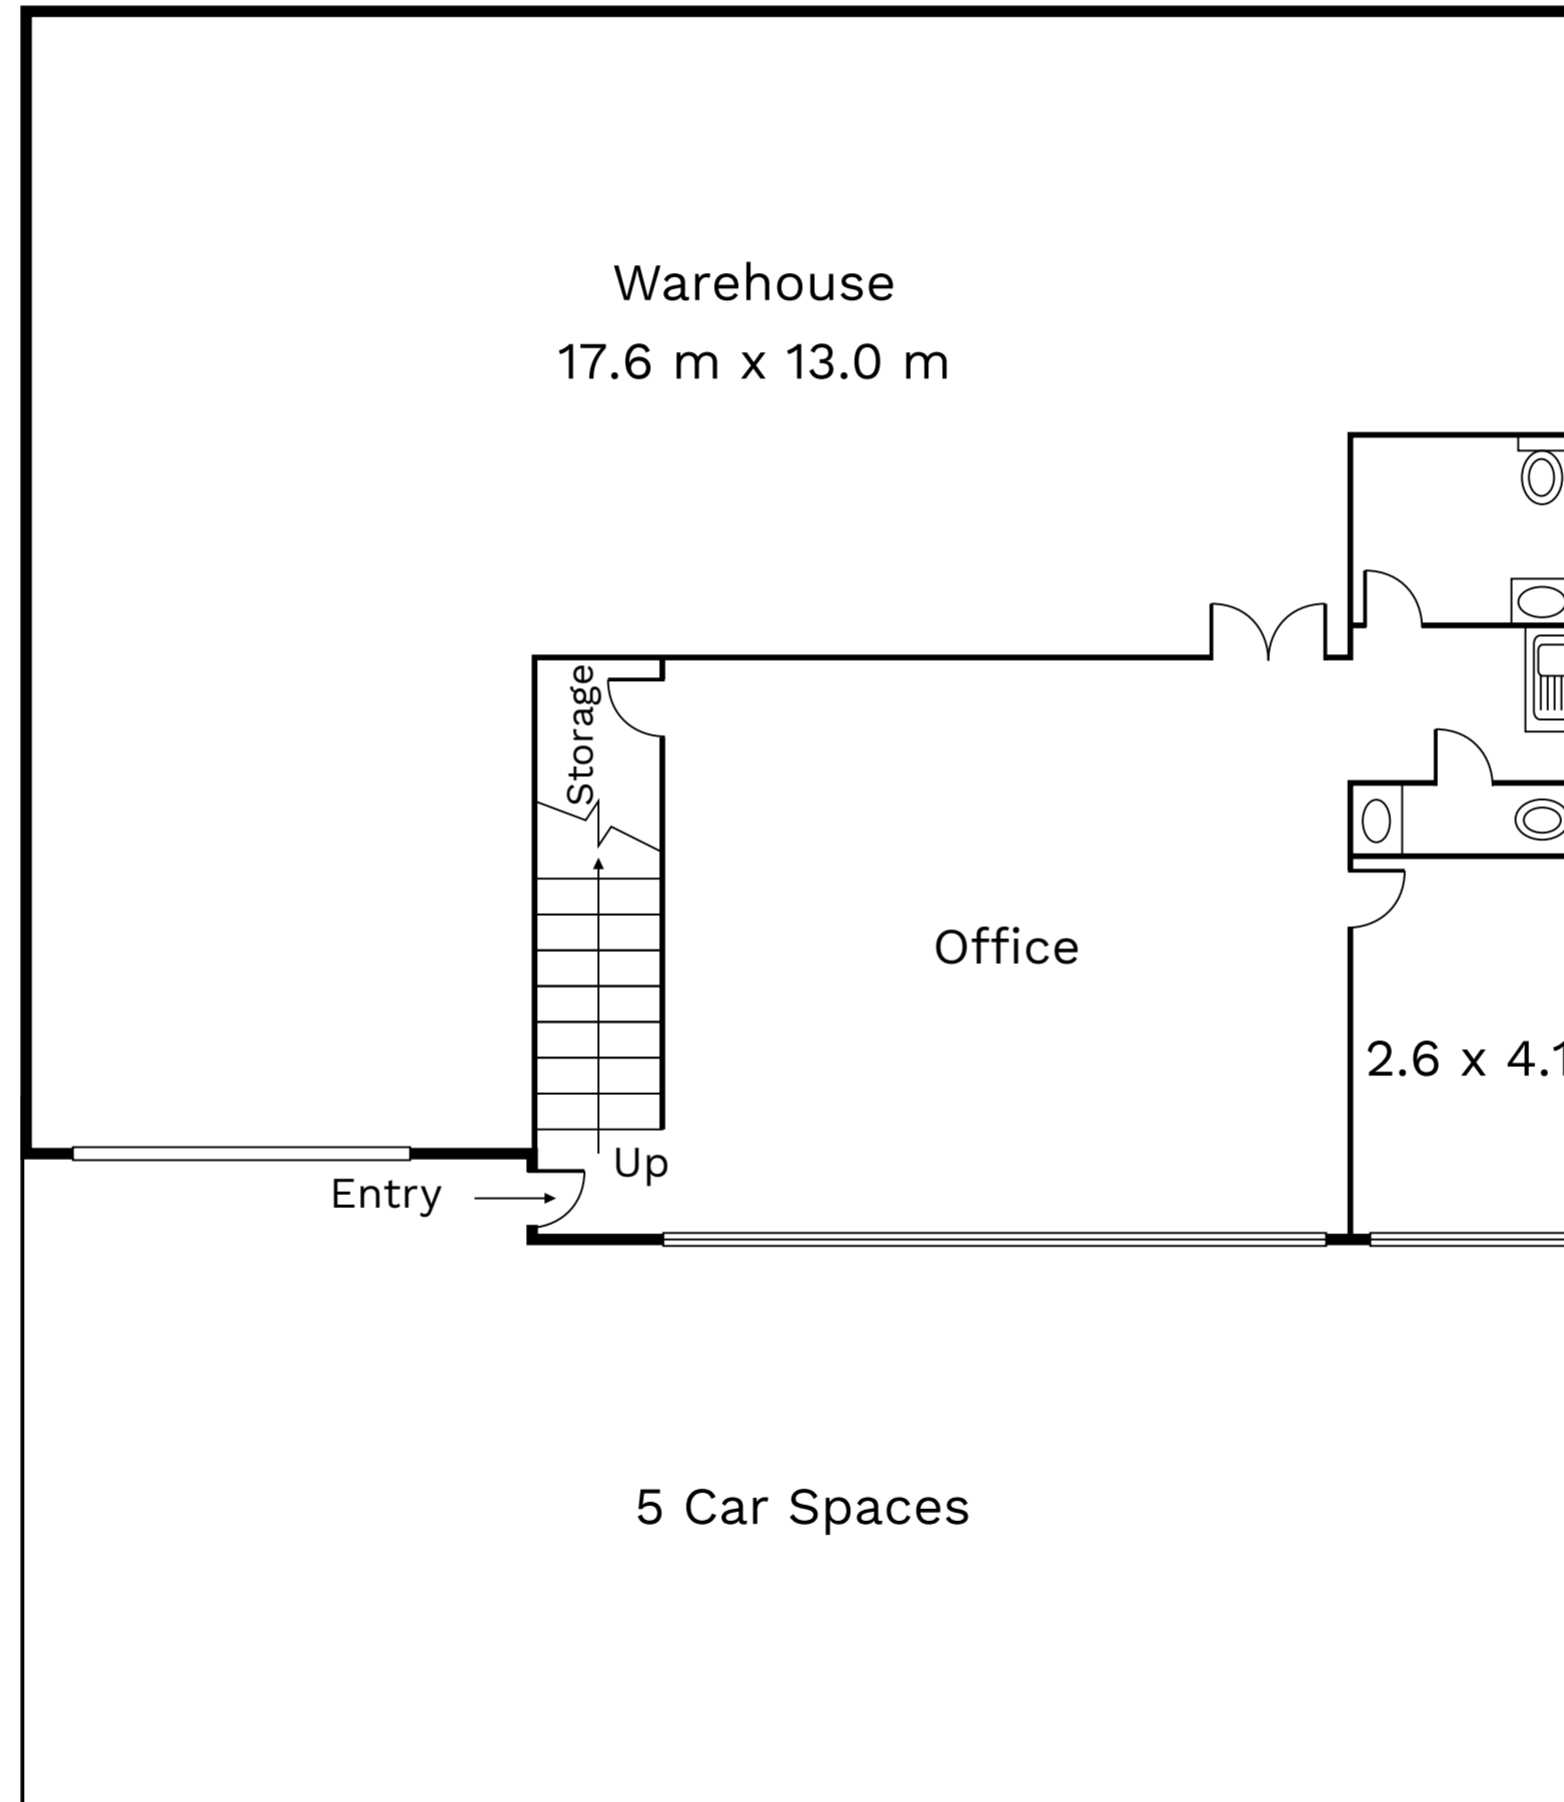 Warehouse
17.6 m x 13.0 m
Storage
Office
2.6 x 4.1
Up
Entry
5 Car Spaces